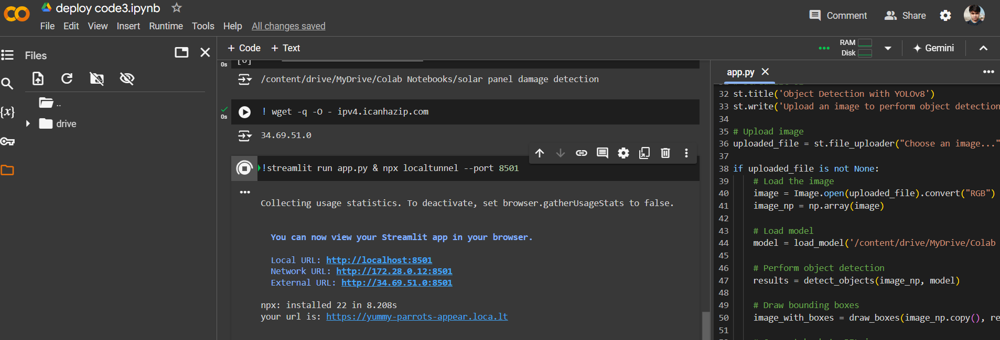 deploy code3.ipynb
File Edit View Insert Runtime Tools Help All changes saved
Comment Share
Files
..
drive
+ Code + Text
RAM
Disk
Gemini
0s
/content/drive/MyDrive/Colab Notebooks/solar panel damage detection
0s
! wget -q -O - ipv4.icanhazip.com
34.69.51.0
!streamlit run app.py & npx localtunnel --port 8501
Collecting usage statistics. To deactivate, set browser.gatherUsageStats to false.
You can now view your Streamlit app in your browser.
Local URL: http://localhost:8501
Network URL: http://172.28.0.12:8501
External URL: http://34.69.51.0:8501
npx: installed 22 in 8.208s
your url is: https://yummy-parrots-appear.loca.lt
app.py
32 st.title('Object Detection with YOLOv8')
33 st.write('Upload an image to perform object detection
34
35 # Upload image
36 uploaded_file = st.file_uploader("Choose an image..."
37
38 if uploaded_file is not None:
39 # Load the image
40 image = Image.open(uploaded_file).convert("RGB")
41 image_np = np.array(image)
42
43 # Load model
44 model = load_model('/content/drive/MyDrive/Colab
45
46 # Perform object detection
47 results = detect_objects(image_np, model)
48
49 # Draw bounding boxes
50 image_with_boxes = draw_boxes(image_np.copy(), re
51